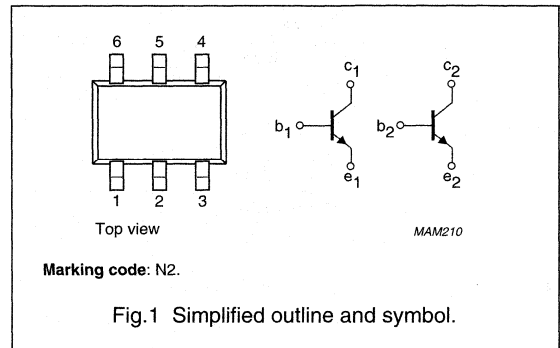 6 5 4
1 2 3
Top view
c1 c2
b1 b2
e1 e2
MAM210
Marking code: N2.
Fig.1 Simplified outline and symbol.